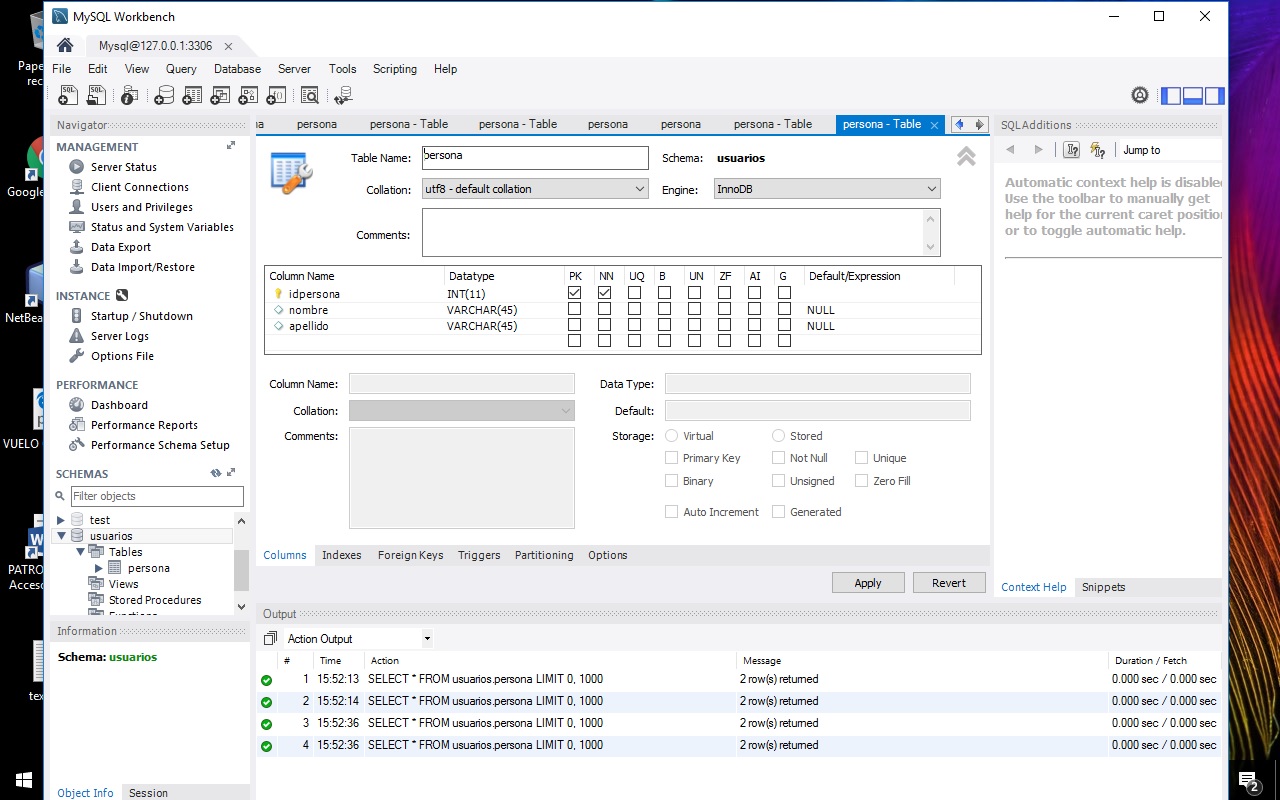 MySQL Workbench
Mysql@127.0.0.1:3306
File Edit View Query Database Server Tools Scripting Help
Navigator
MANAGEMENT
Server Status
Client Connections
Users and Privileges
Status and System Variables
Data Export
Data Import/Restore
INSTANCE
Startup / Shutdown
Server Logs
Options File
PERFORMANCE
Dashboard
Performance Reports
Performance Schema Setup
SCHEMAS
Filter objects
test
usuarios
Tables
persona
Views
Stored Procedures
Functions
Information
Schema: usuarios
Object Info Session
na persona persona - Table persona - Table persona persona persona - Table persona - Table
Table Name: persona Schema: usuarios
Collation: utf8 - default collation Engine: InnoDB
Comments:
Column Name Datatype PK NN UQ B UN ZF AI G Default/Expression
idpersona INT(11)
nombre VARCHAR(45) NULL
apellido VARCHAR(45) NULL
Column Name: Data Type:
Collation: Default:
Comments: Storage: Virtual Stored
Primary Key Not Null Unique
Binary Unsigned Zero Fill
Auto Increment Generated
Columns Indexes Foreign Keys Triggers Partitioning Options
Apply Revert
SQLAdditions
Jump to
Automatic context help is disabled
Use the toolbar to manually get
help for the current caret position
or to toggle automatic help.
Context Help Snippets
Output
Action Output
# Time Action Message Duration / Fetch
1 15:52:13 SELECT * FROM usuarios.persona LIMIT 0, 1000 2 row(s) returned 0.000 sec / 0.000 sec
2 15:52:14 SELECT * FROM usuarios.persona LIMIT 0, 1000 2 row(s) returned 0.000 sec / 0.000 sec
3 15:52:36 SELECT * FROM usuarios.persona LIMIT 0, 1000 2 row(s) returned 0.000 sec / 0.000 sec
4 15:52:36 SELECT * FROM usuarios.persona LIMIT 0, 1000 2 row(s) returned 0.000 sec / 0.000 sec
Pape
rec
Google
NetBea
VUELO
PATRO
Acceso
tex
2